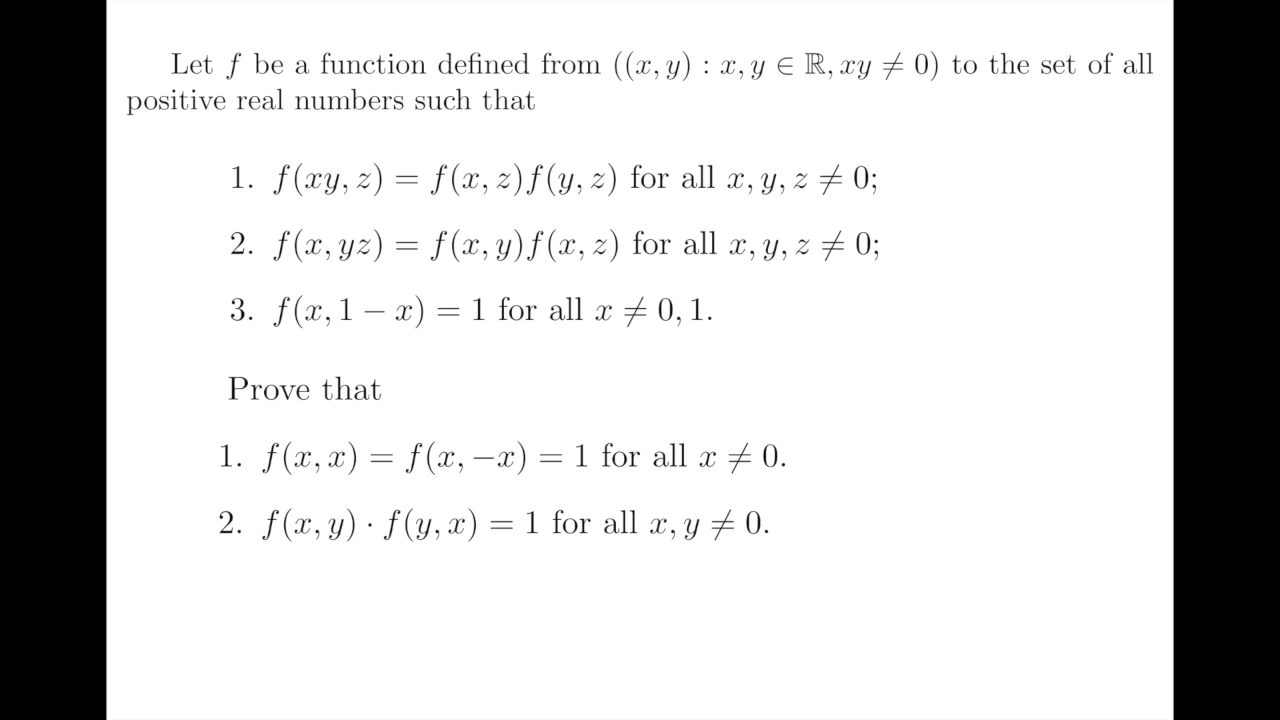 Let f be a function defined from ((x, y) : x, y ∈ ℝ, xy ≠ 0) to the set of all
positive real numbers such that
1. f(xy, z) = f(x, z)f(y, z) for all x, y, z ≠ 0;
2. f(x, yz) = f(x, y)f(x, z) for all x, y, z ≠ 0;
3. f(x, 1 − x) = 1 for all x ≠ 0, 1.
Prove that
1. f(x, x) = f(x, −x) = 1 for all x ≠ 0.
2. f(x, y) · f(y, x) = 1 for all x, y ≠ 0.